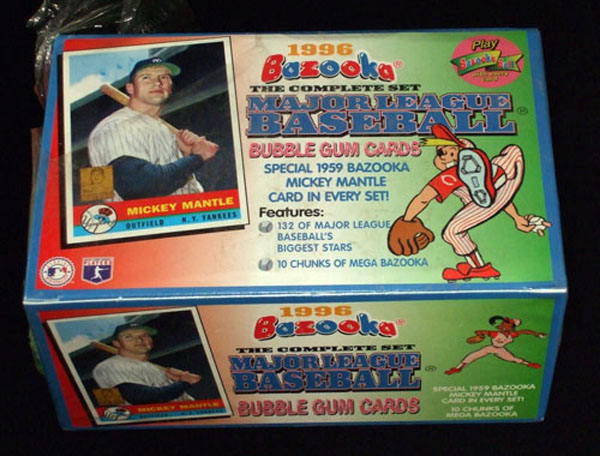 1996
Bazooka®
THE COMPLETE SET
MAJOR LEAGUE
BASEBALL®
BUBBLE GUM CARDS
SPECIAL 1959 BAZOOKA
MICKEY MANTLE
CARD IN EVERY SET!
Features:
132 OF MAJOR LEAGUE
BASEBALL'S
BIGGEST STARS
10 CHUNKS OF MEGA BAZOOKA
Play
Bazooka Ball
MICKEY MANTLE
OUTFIELD N.Y. YANKEES
PLAYERS
1996
Bazooka®
THE COMPLETE SET
MAJOR LEAGUE
BASEBALL®
BUBBLE GUM CARDS
MICKEY MANTLE
SPECIAL 1959 BAZOOKA
MICKEY MANTLE
CARD IN EVERY SET!
10 CHUNKS OF
MEGA BAZOOKA